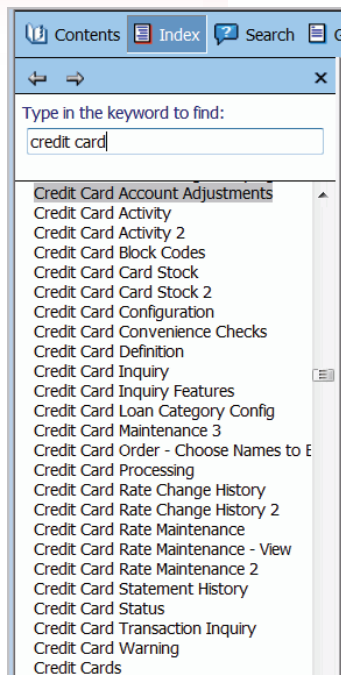 Contents Index Search
Type in the keyword to find:
credit card
Credit Card Account Adjustments
Credit Card Activity
Credit Card Activity 2
Credit Card Block Codes
Credit Card Card Stock
Credit Card Card Stock 2
Credit Card Configuration
Credit Card Convenience Checks
Credit Card Definition
Credit Card Inquiry
Credit Card Inquiry Features
Credit Card Loan Category Config
Credit Card Maintenance 3
Credit Card Order - Choose Names to
Credit Card Processing
Credit Card Rate Change History
Credit Card Rate Change History 2
Credit Card Rate Maintenance
Credit Card Rate Maintenance - View
Credit Card Rate Maintenance 2
Credit Card Statement History
Credit Card Status
Credit Card Transaction Inquiry
Credit Card Warning
Credit Cards